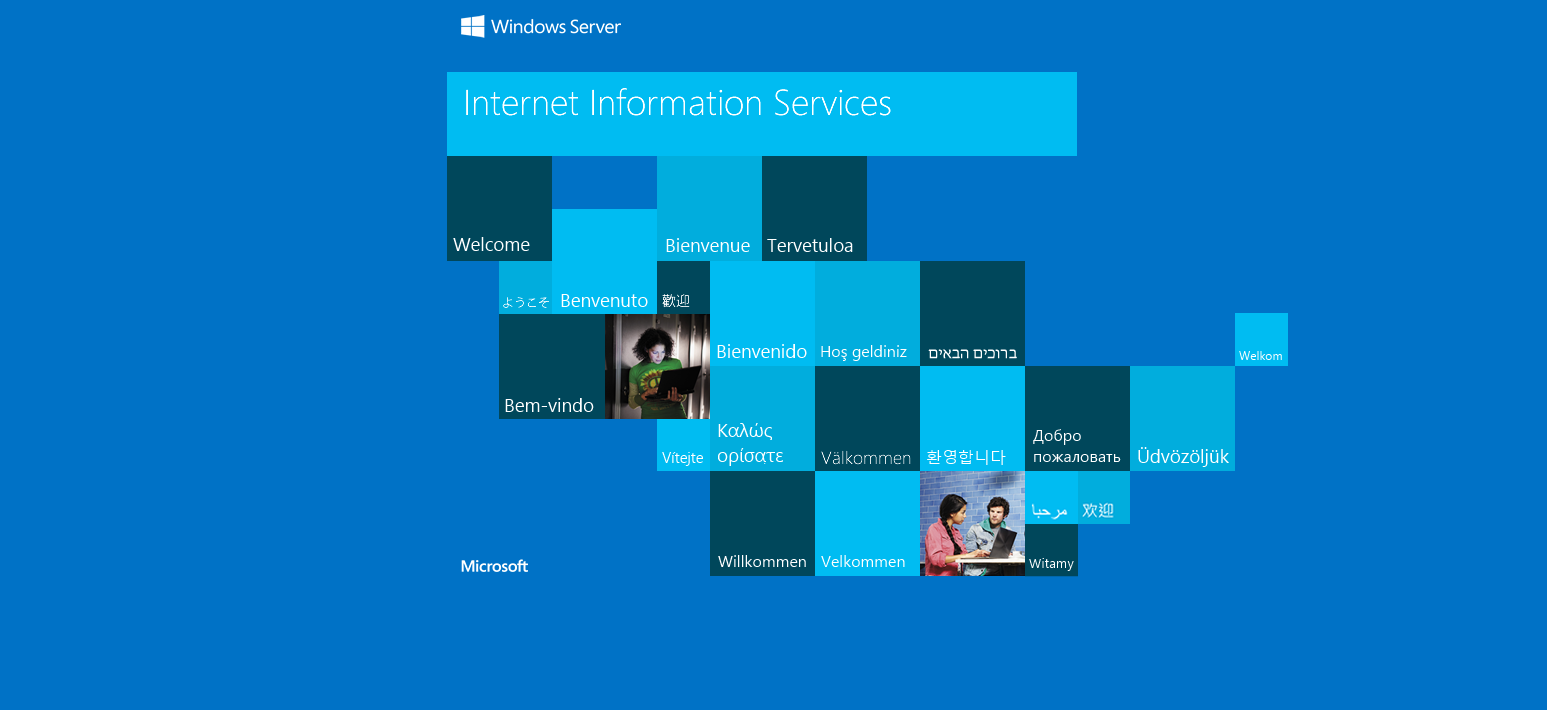 Windows Server
Internet Information Services
Welcome
Bienvenue
Tervetuloa
ようこそ
Benvenuto
歡迎
Bienvenido
Hoş geldiniz
ברוכים הבאים
Welkom
Bem-vindo
Vítejte
Καλώς
ορίσατε
Välkommen
환영합니다
Добро
пожаловать
Üdvözöljük
مرحبا
欢迎
Willkommen
Velkommen
Witamy
Microsoft